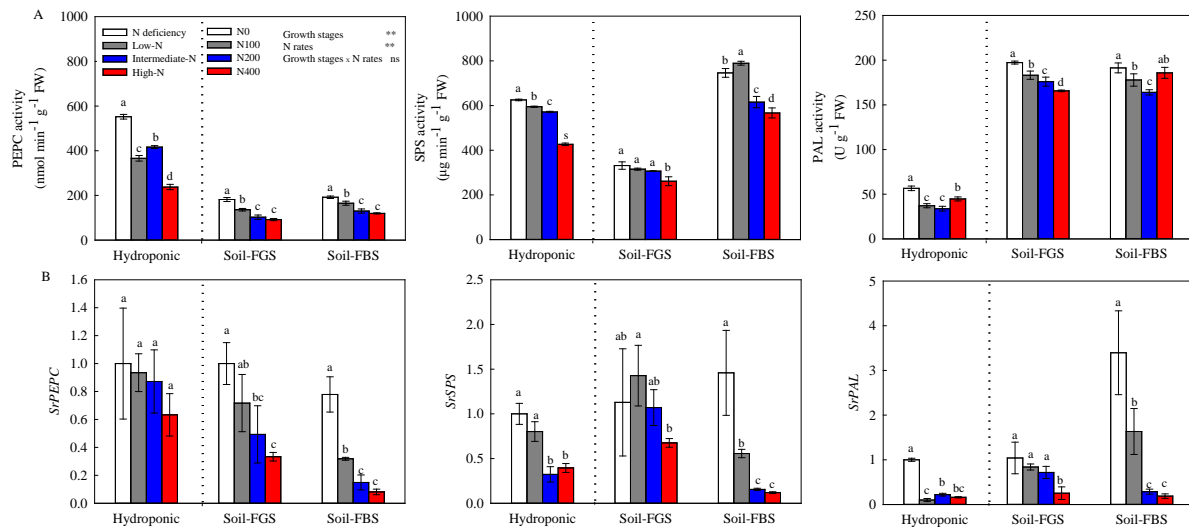 A
PEPC activity
(nmol min⁻¹ g⁻¹ FW)
1000
800
600
400
200
0
N deficiency
Low-N
Intermediate-N
High-N
N0
N100
N200
N400
Growth stages **
N rates **
Growth stages x N rates ns
a
c
b
d
a
b
c
c
a
b
c
c
Hydroponic
Soil-FGS
Soil-FBS
SPS activity
(µg min⁻¹ g⁻¹ FW)
1000
800
600
400
200
0
a
b
c
s
a
a
a
b
b
a
c
d
Hydroponic
Soil-FGS
Soil-FBS
PAL activity
(U g⁻¹ FW)
250
200
150
100
50
0
a
c
c
b
a
b
c
d
a
b
c
ab
Hydroponic
Soil-FGS
Soil-FBS
B
SrPEPC
1.6
1.4
1.2
1.0
0.8
0.6
0.4
0.2
0.0
a
a
a
a
a
ab
bc
c
a
b
c
c
Hydroponic
Soil-FGS
Soil-FBS
SrSPS
2.5
2.0
1.5
1.0
0.5
0.0
a
a
b
b
ab
a
ab
b
a
b
c
c
Hydroponic
Soil-FGS
Soil-FBS
SrPAL
5
4
3
2
1
0
a
c
b
bc
a
a
a
b
a
b
c
c
Hydroponic
Soil-FGS
Soil-FBS